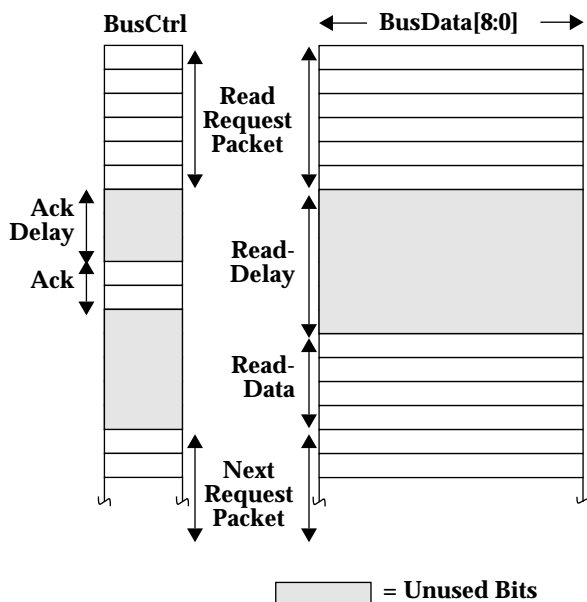 BusCtrl
BusData[8:0]
Read
Request
Packet
Ack
Delay
Read-
Delay
Ack
Read-
Data
Next
Request
Packet
= Unused Bits